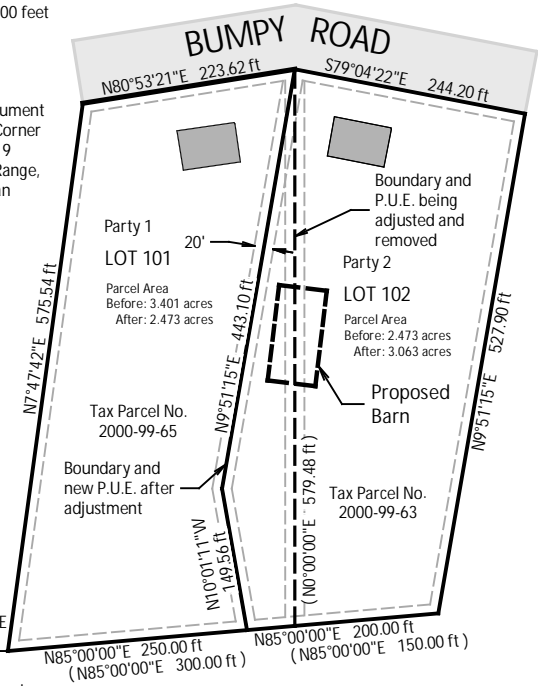 00 feet
BUMPY ROAD
N80°53'21"E 223.62 ft
S79°04'22"E 244.20 ft
ument
Corner
9
Range,
an
Boundary and
P.U.E. being
adjusted and
removed
Party 1
LOT 101
20'
Parcel Area
Before: 3.401 acres
After: 2.473 acres
Party 2
LOT 102
Parcel Area
Before: 2.473 acres
After: 3.063 acres
N7°47'42"E 575.54 ft
N9°51'15"E 443.10 ft
N9°51'15"E 527.90 ft
Proposed
Barn
Tax Parcel No.
2000-99-65
Boundary and
new P.U.E. after
adjustment
(N0°00'00"E 579.48 ft)
Tax Parcel No.
2000-99-63
N10°01'11"W
149.56 ft
E
N85°00'00"E 250.00 ft
( N85°00'00"E 300.00 ft )
N85°00'00"E 200.00 ft
( N85°00'00"E 150.00 ft )